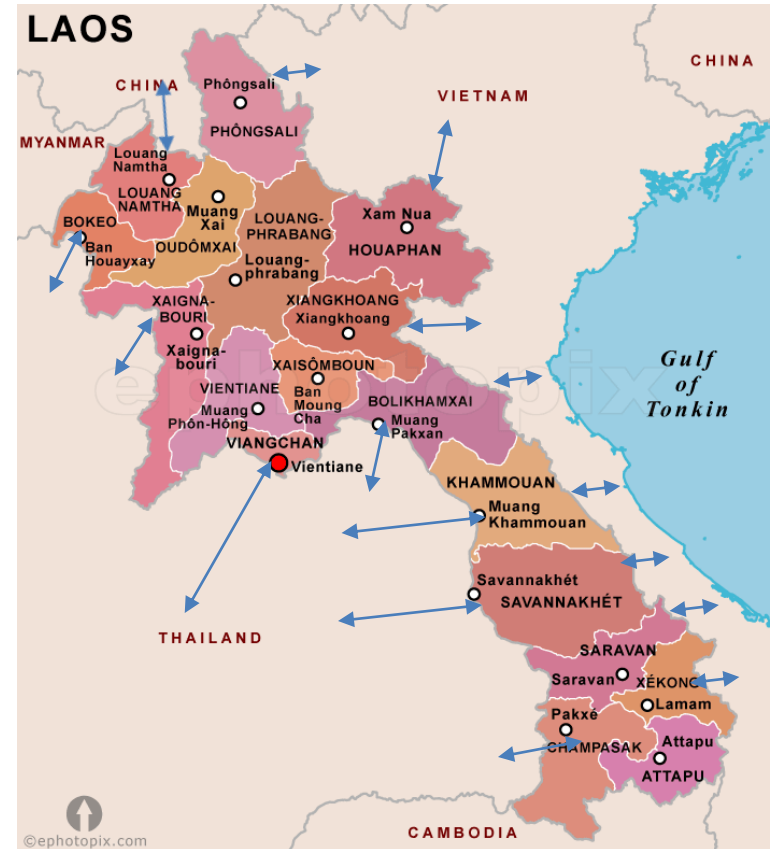 LAOS
CHINA
CHINA
VIETNAM
MYANMAR
Phôngsali
PHÔNGSALI
Louang
Namtha
LOUANG
NAMTHA
Muang
Xai
OUDÔMXAI
BOKEO
Ban
Houayxay
LOUANG-
PHRABANG
Louang-
phrabang
Xam Nua
HOUAPHAN
XIANGKHOANG
Xiangkhoang
XAIGNA-
BOURI
Xaigna-
bouri
XAISÔMBOUN
Ban
Moung
Cha
VIENTIANE
Muang
Phôn-Hông
VIANGCHAN
Vientiane
BOLIKHAMXAI
Muang
Pakxan
ephotopix
Gulf
of
Tonkin
KHAMMOUAN
Muang
Khammouan
Savannakhét
SAVANNAKHÉT
THAILAND
SARAVAN
Saravan
XÉKONG
Lamam
Pakxé
CHAMPASAK
Attapu
ATTAPU
CAMBODIA
©ephotopix.com